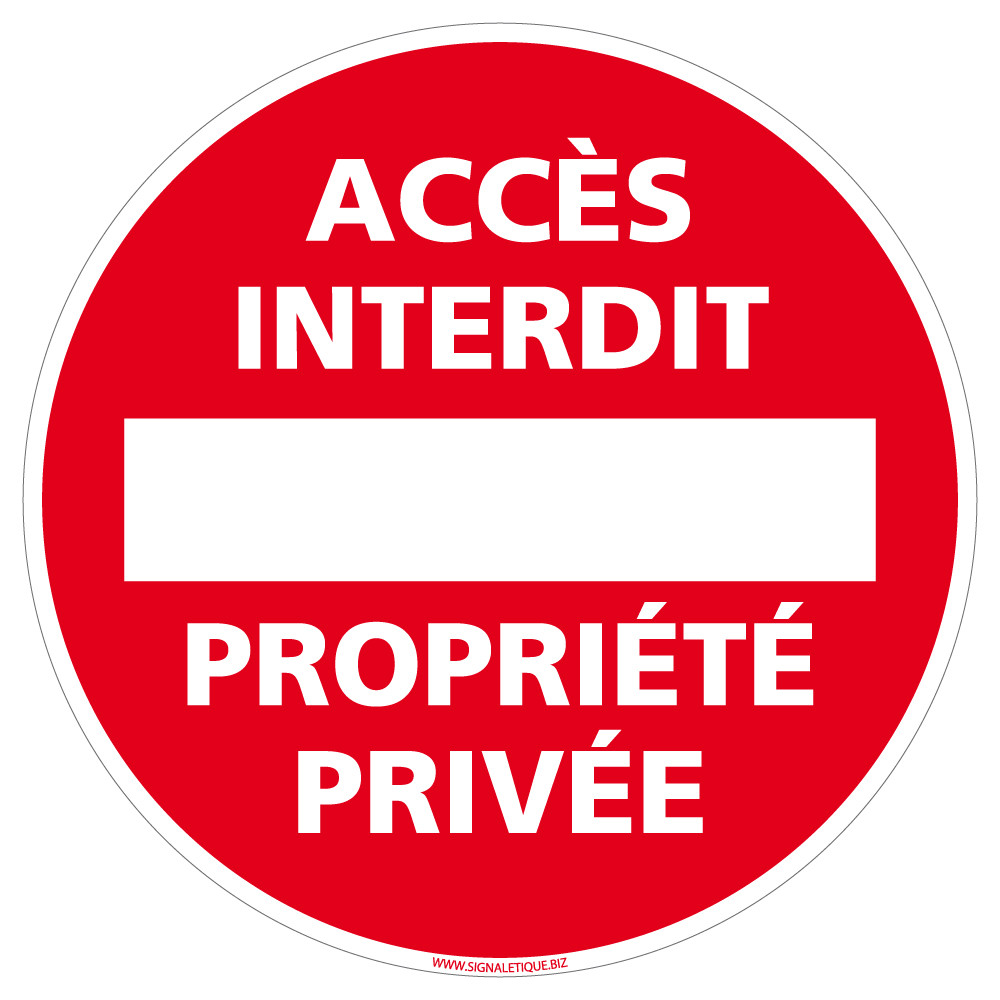 ACCÈS
INTERDIT
PROPRIÉTÉ
PRIVÉE
WWW.SIGNALETIQUE.BIZ